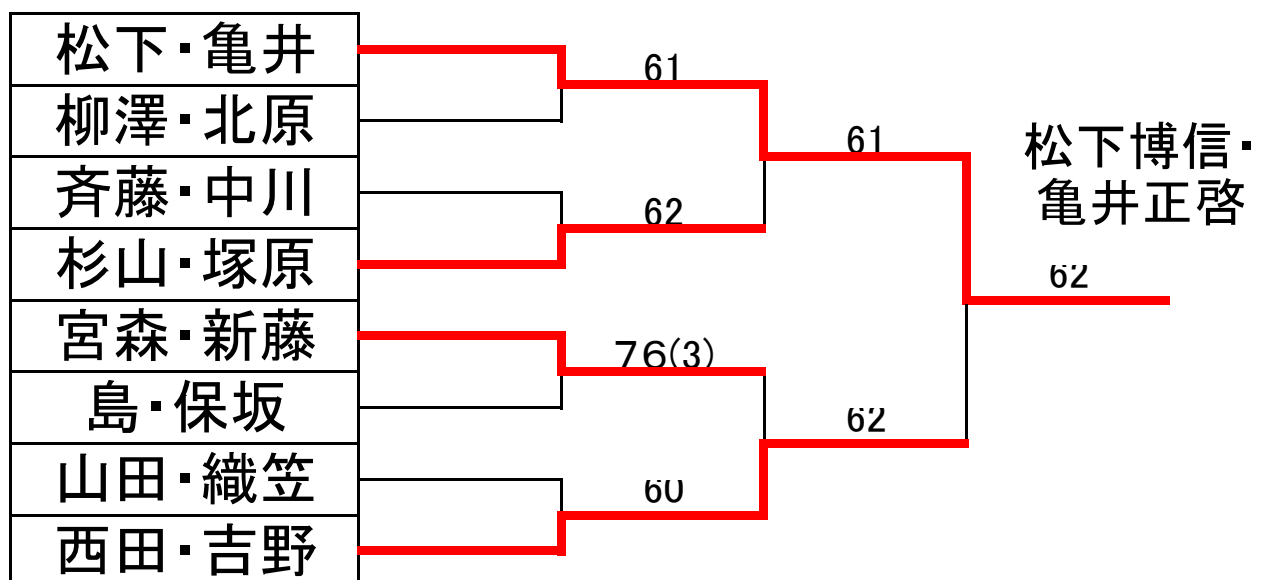 松下・亀井
柳澤・北原
斉藤・中川
杉山・塚原
宮森・新藤
島・保坂
山田・織笠
西田・吉野
61
62
76(3)
60
61
62
62
松下博信・
亀井正啓